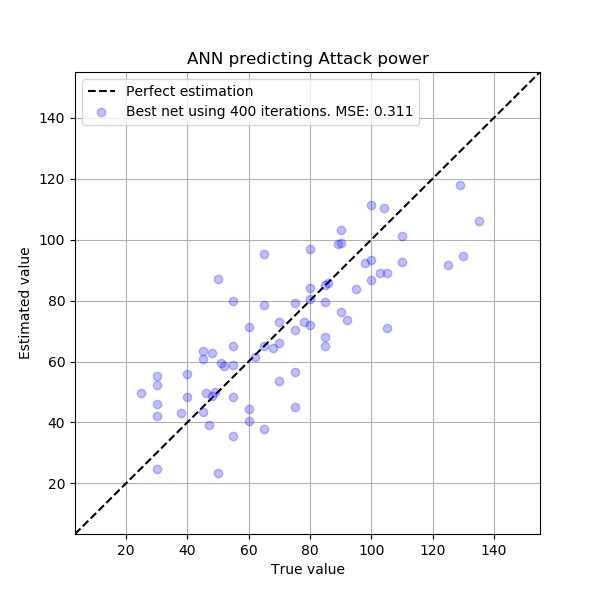 ANN predicting Attack power
Perfect estimation
Best net using 400 iterations. MSE: 0.311
140
120
100
80
60
40
20
Estimated value
20 40 60 80 100 120 140
True value